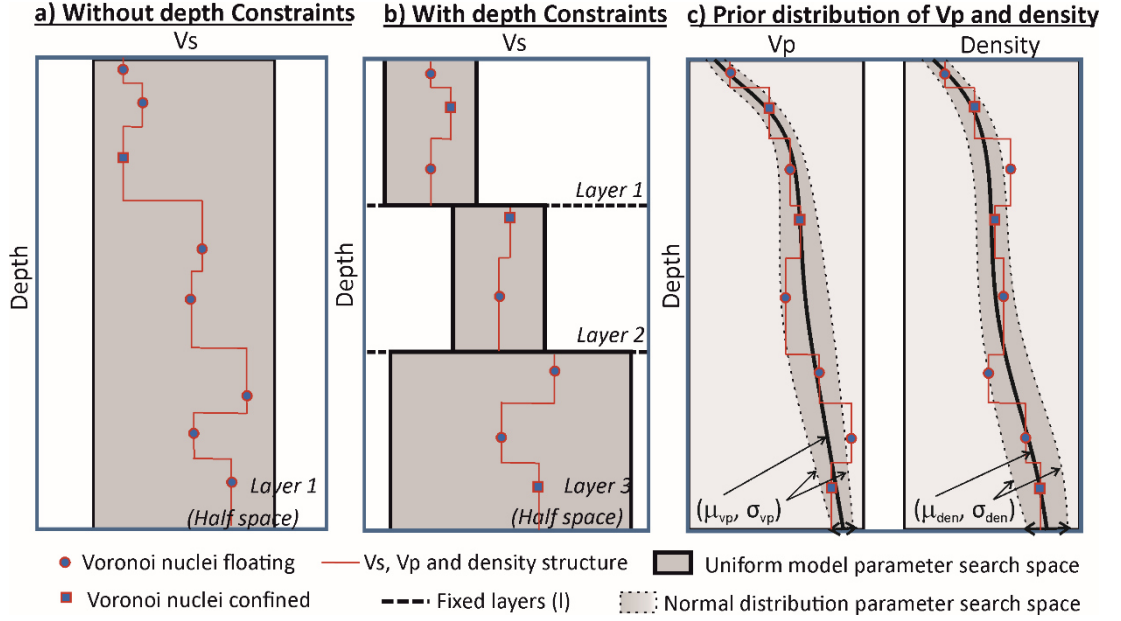 a) Without depth Constraints
Vs
Depth
Layer 1
(Half space)
b) With depth Constraints
Vs
Depth
Layer 1
Layer 2
Layer 3
(Half space)
c) Prior distribution of Vp and density
Vp
Density
Depth
(μvp, σvp)
(μden, σden)
Voronoi nuclei floating
Vs, Vp and density structure
Uniform model parameter search space
Voronoi nuclei confined
Fixed layers (l)
Normal distribution parameter search space